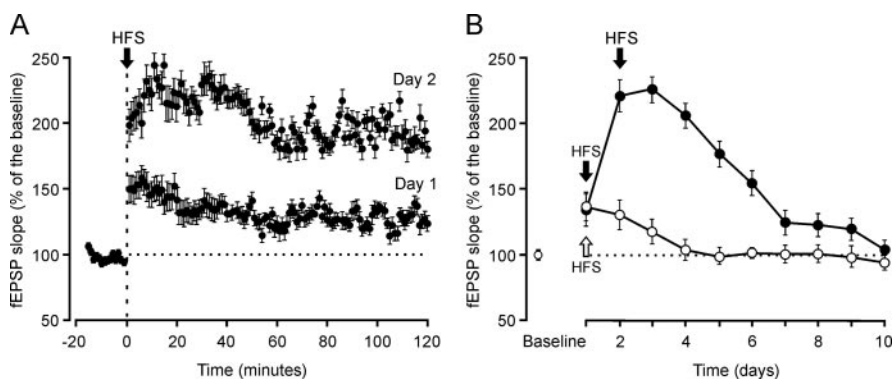 A
HFS
250
200
150
100
50
fEPSP slope (% of the baseline)
Day 2
Day 1
-20
0
20
40
60
80
100
120
Time (minutes)
B
HFS
250
200
150
100
50
fEPSP slope (% of the baseline)
HFS
HFS
Baseline
2
4
6
8
10
Time (days)